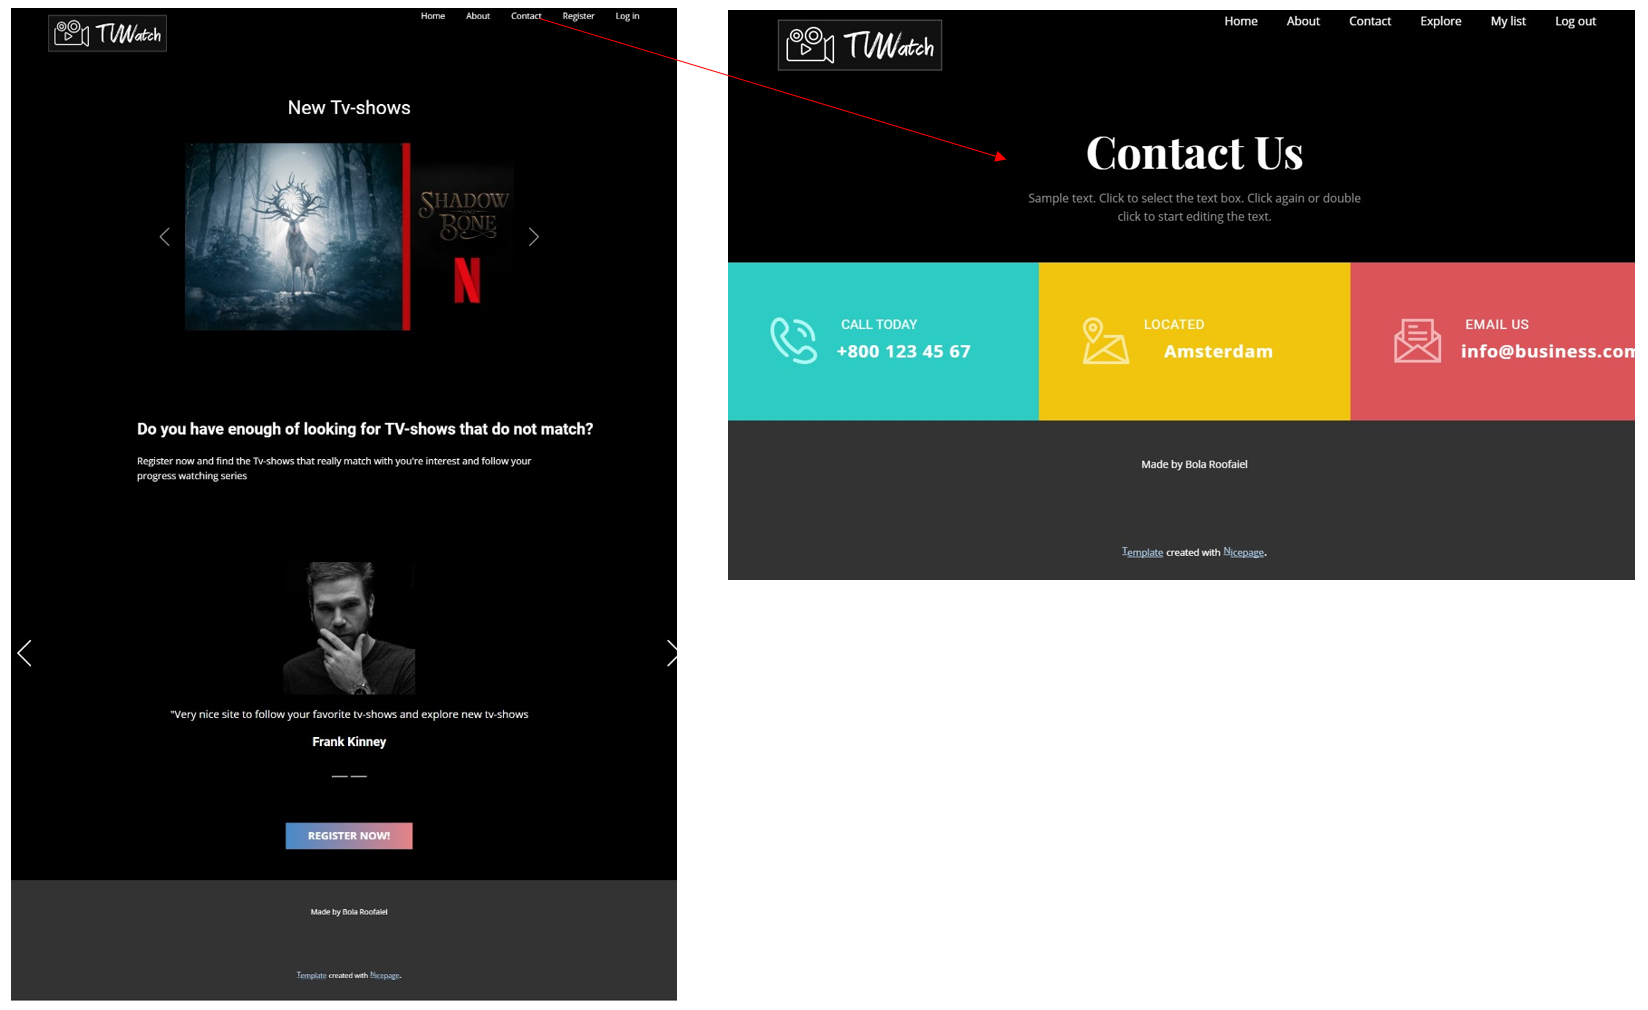 TVWatch
Home About Contact Register Log in
New Tv-shows
SHADOW
AND
BONE
N
Do you have enough of looking for TV-shows that do not match?
Register now and find the Tv-shows that really match with you're interest and follow your
progress watching series
"Very nice site to follow your favorite tv-shows and explore new tv-shows
Frank Kinney
REGISTER NOW!
Made by Bola Roofaiel
Template created with Nicepage.
TVWatch
Home About Contact Explore My list Log out
Contact Us
Sample text. Click to select the text box. Click again or double
click to start editing the text.
CALL TODAY
+800 123 45 67
LOCATED
Amsterdam
EMAIL US
info@business.com
Made by Bola Roofaiel
Template created with Nicepage.